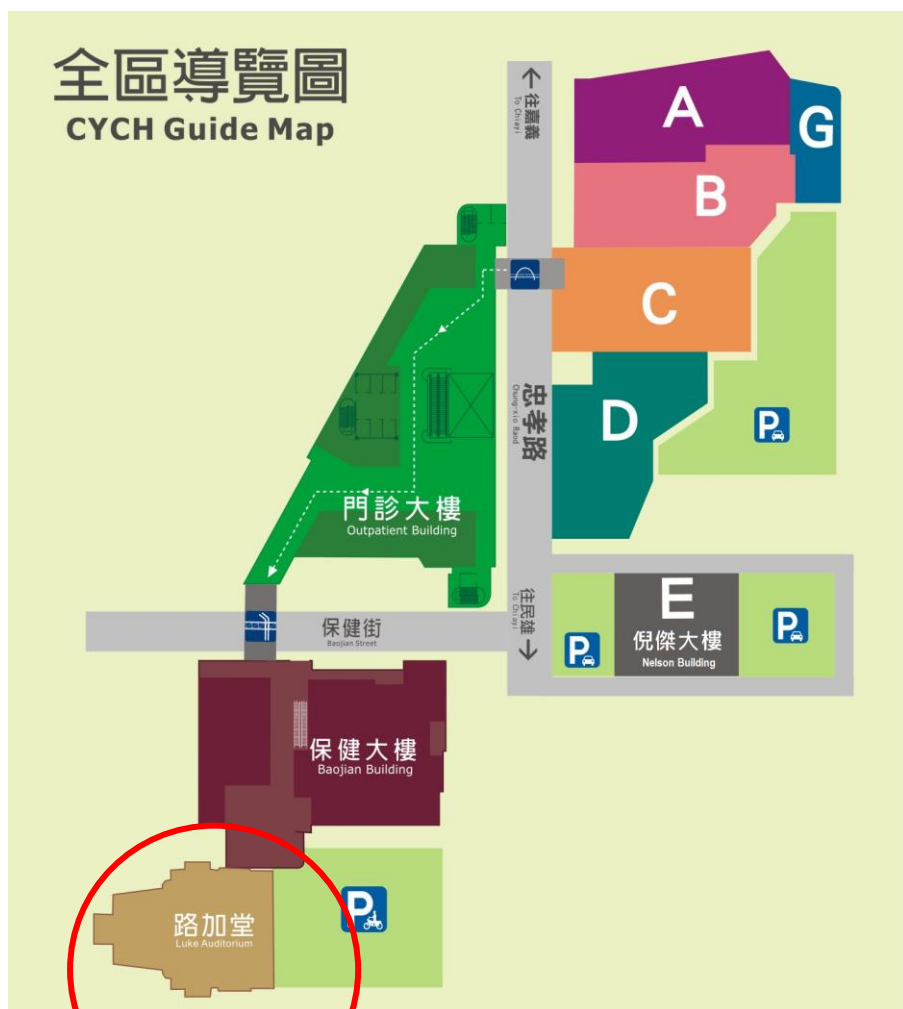 全區導覽圖
CYCH Guide Map
往嘉義
To Chiayi
A
G
B
C
忠孝路
Chung-xio Raod
D
P
門診大樓
Outpatient Building
往民雄
To Chiayi
保健街
Baojian Street
P
E
倪傑大樓
Nelson Building
P
保健大樓
Baojian Building
路加堂
Luke Auditorium
P